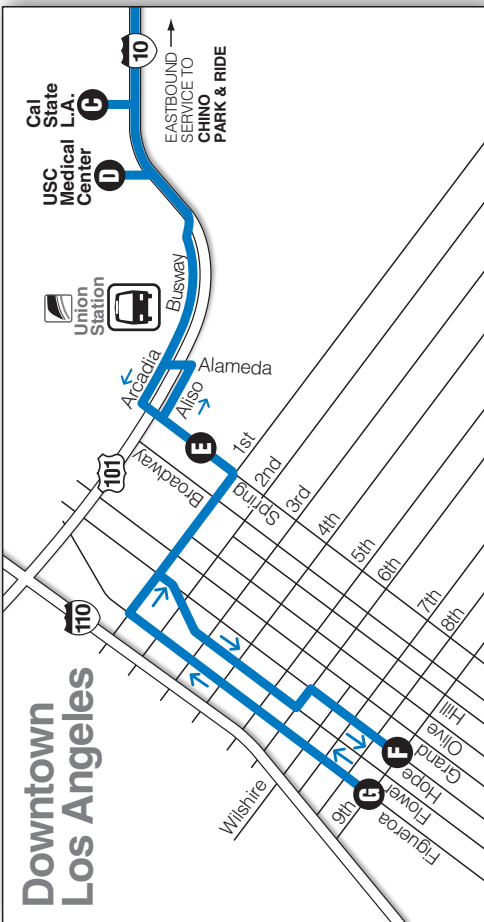 Downtown
Los Angeles
110
101
10
Cal
State
L.A.
C
USC
Medical
Center
D
EASTBOUND
SERVICE TO
CHINO
PARK & RIDE
Union
Station
Busway
Arcadia
Alameda
Aliso
E
Broadway
Spring
1st
2nd
3rd
4th
5th
6th
7th
8th
Wilshire
9th
G
F
Figueroa
Flower
Hope
Grand
Olive
Hill